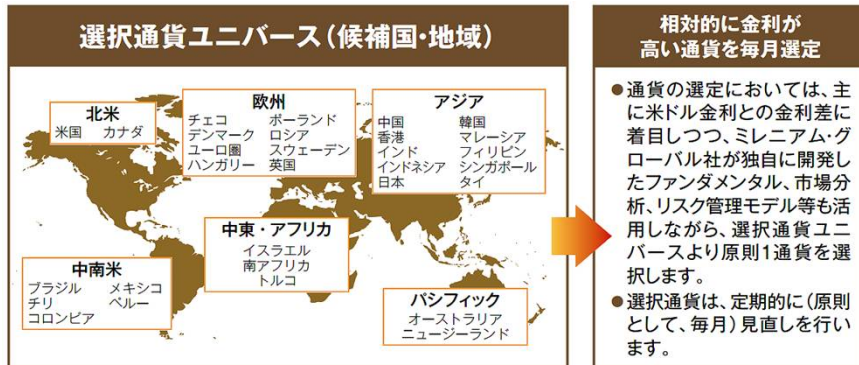 選択通貨ユニバース(候補国・地域)
北米
米国 カナダ
欧州
チェコ ポーランド
デンマーク ロシア
ユーロ圏 スウェーデン
ハンガリー 英国
アジア
中国 韓国
香港 マレーシア
インド フィリピン
インドネシア シンガポール
日本 タイ
中東・アフリカ
イスラエル
南アフリカ
トルコ
中南米
ブラジル メキシコ
チリ ペルー
コロンビア
パシフィック
オーストラリア
ニュージーランド
相対的に金利が
高い通貨を毎月選定
●通貨の選定においては、主
に米ドル金利との金利差に
着目しつつ、ミレニアム・グ
ローバル社が独自に開発し
たファンダメンタル、市場分
析、リスク管理モデル等も活
用しながら、選択通貨ユニ
バースより原則1通貨を選
択します。
●選択通貨は、定期的に(原則
として、毎月)見直しを行い
ます。